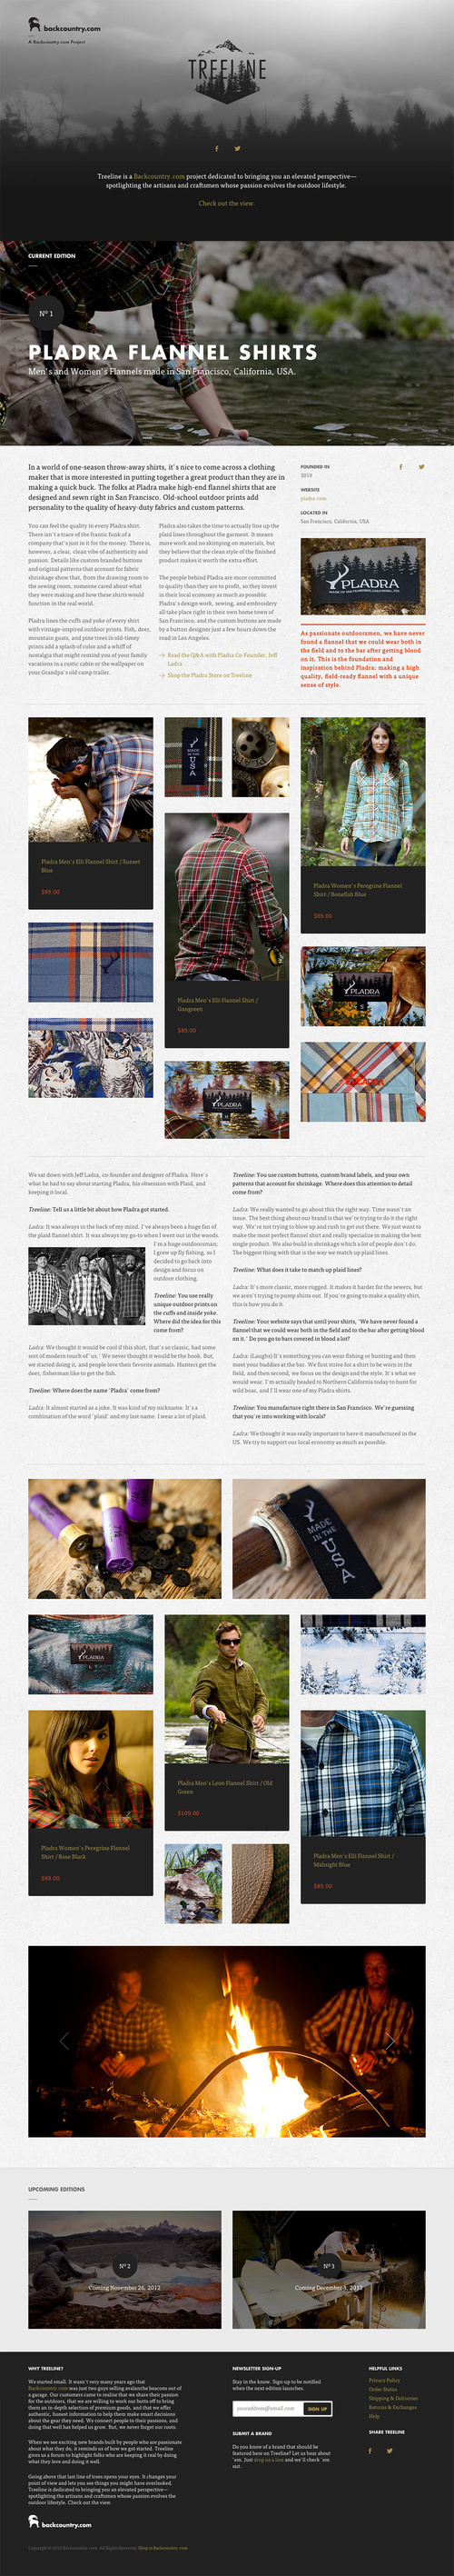 backcountry.com
A Backcountry.com Project
TREELINE
Treeline is a Backcountry.com project dedicated to bringing you an elevated perspective—
spotlighting the artisans and craftsmen whose passion evolves the outdoor lifestyle.
Check out the view.
CURRENT EDITION
Nº 1
PLADRA FLANNEL SHIRTS
Men's and Women's Flannels made in San Francisco, California, USA.
In a world of one-season throw-away shirts, it's nice to come across a clothing
maker that is more interested in putting together a great product than they are in
making a quick buck. The folks at Pladra make high-end flannel shirts that are
designed and sewn right in San Francisco. Old-school outdoor prints add
personality to the quality of heavy-duty fabrics and custom patterns.
You can feel the quality in every Pladra shirt.
There isn't a trace of the frantic funk of a
company that's just in it for the money. There is,
however, a clear, clean vibe of authenticity and
passion. Details like custom branded buttons
and original patterns that account for fabric
shrinkage show that, from the drawing room to
the sewing room, someone cared about what
they were making and how these shirts would
function in the real world.
Pladra lines the cuffs and yoke of every shirt
with vintage-inspired outdoor prints. Fish, deer,
mountain goats, and pine trees in old-timey
prints add a splash of color and a whiff of
nostalgia that might remind you of your family
vacations in a rustic cabin or the wallpaper on
your Grandpa's old camp trailer.
Pladra also takes the time to actually line up the
plaid lines throughout the garment. It means
more work and no skimping on materials, but
they believe that the clean style of the finished
product makes it worth the extra effort.
The people behind Pladra are more committed
to quality than they are to profit, so they invest
in their local economy as much as possible.
Pladra's design work, sewing, and embroidery
all take place right in their own home town of
San Francisco, and the custom buttons are made
by a button designer just a few hours down the
road in Los Angeles.
Read the Q&A with Pladra Co-Founder, Jeff
Ladra
Shop the Pladra Store on Treeline
FOUNDED IN
2010
WEBSITE
pladra.com
LOCATED IN
San Francisco, California, USA
PLADRA
As passionate outdoorsmen, we have never
found a flannel that we could wear both in
the field and to the bar after getting blood
on it. This is the foundation and
inspiration behind Pladra: making a high
quality, field-ready flannel with a unique
sense of style.
MADE
IN THE
USA
Pladra Men's Elli Flannel Shirt / Sunset
Blue
$89.00
Pladra Women's Peregrine Flannel
Shirt / Bonefish Blue
$89.00
PLADRA
Pladra Men's Elli Flannel Shirt /
Gangreen
$89.00
PLADRA
We sat down with Jeff Ladra, co-founder and designer of Pladra. Here's
what he had to say about starting Pladra, his obsession with Plaid, and
keeping it local.
Treeline: Tell us a little bit about how Pladra got started.
Ladra: It was always in the back of my mind. I've always been a huge fan of
the plaid flannel shirt. It was always my go-to when I went out in the woods.
I'm a huge outdoorsman;
I grew up fly fishing, so I
decided to go back into
design and focus on
outdoor clothing.
Treeline: You use really
unique outdoor prints on
the cuffs and inside yoke.
Where did the idea for this
come from?
Ladra: We thought it would be cool if this shirt, that's so classic, had some
sort of modern touch of 'us.' We never thought it would be the book. But,
we started doing it, and people love their favorite animals. Hunters get the
deer, fisherman like to get the fish.
Treeline: Where does the name 'Pladra' come from?
Ladra: It almost started as a joke. It was kind of my nickname. It's a
combination of the word 'plaid' and my last name. I wear a lot of plaid.
Treeline: You use custom buttons, custom brand labels, and your own
patterns that account for shrinkage. Where does this attention to detail
come from?
Ladra: We really wanted to go about this the right way. Time wasn't an
issue. The best thing about our brand is that we're trying to do it the right
way. We're not trying to blow up and rush to get out there. We just want to
make the most perfect flannel shirt and really specialize in making the best
single product. We also build in shrinkage which a lot of people don't do.
The biggest thing with that is the way we match up plaid lines.
Treeline: What does it take to match up plaid lines?
Ladra: It's more classic, more rugged. It makes it harder for the sewers, but
we aren't trying to pump shirts out. If you're going to make a quality shirt,
this is how you do it.
Treeline: Your website says that until your shirts, 'We have never found a
flannel that we could wear both in the field and to the bar after getting blood
on it.' Do you go to bars covered in blood a lot?
Ladra: (Laughs) It's something you can wear fishing or hunting and then
meet your buddies at the bar. We first strive for a shirt to be worn in the
field, and then second, we focus on the design and the style. It's what we
would wear. I'm actually headed to Northern California today to hunt for
wild boar, and I'll wear one of my Pladra shirts.
Treeline: You manufacture right there in San Francisco. We're guessing
that you're into working with locals?
Ladra: We thought it was really important to have it manufactured in the
US. We try to support our local economy as much as possible.
MADE
IN THE
USA
PLADRA
L
Pladra Men's Leon Flannel Shirt / Old
Green
$109.00
Pladra Women's Peregrine Flannel
Shirt / Rose Black
$89.00
Pladra Men's Elli Flannel Shirt /
Midnight Blue
$89.00
UPCOMING EDITIONS
Nº 2
Coming November 26, 2012
Nº 3
Coming December 3, 2012
WHY TREELINE?
We started small. It wasn't very many years ago that
Backcountry.com was just two guys selling avalanche beacons out of
a garage. Our customers came to realize that we share their passion
for the outdoors, that we are willing to work our butts off to bring
them an in-depth selection of premium goods, and that we offer
authentic, honest information to help them make smart decisions
about the gear they need. We connect people to their passions, and
doing that well has helped us grow. But, we never forget our roots.
When we see exciting new brands built by people who are passionate
about what they do, it reminds us of how we got started. Treeline
gives us a forum to highlight folks who are keeping it real by doing
what they love and doing it well.
Going above that last line of trees opens your eyes. It changes your
point of view and lets you see things you might have overlooked.
Treeline is dedicated to bringing you an elevated perspective—
spotlighting the artisans and craftsmen whose passion evolves the
outdoor lifestyle. Check out the view.
backcountry.com
NEWSLETTER SIGN-UP
Stay in the know. Sign up to be notified
when the next edition launches.
youraddress@email.com SIGN UP
SUBMIT A BRAND
Do you know of a brand that should be
featured here on Treeline? Let us hear about
'em. Just drop us a line and we'll check 'em
out.
HELPFUL LINKS
Privacy Policy
Order Status
Shipping & Deliveries
Returns & Exchanges
Help
SHARE TREELINE
Copyright © 2012 Backcountry.com. All Rights Reserved. Shop at Backcountry.com